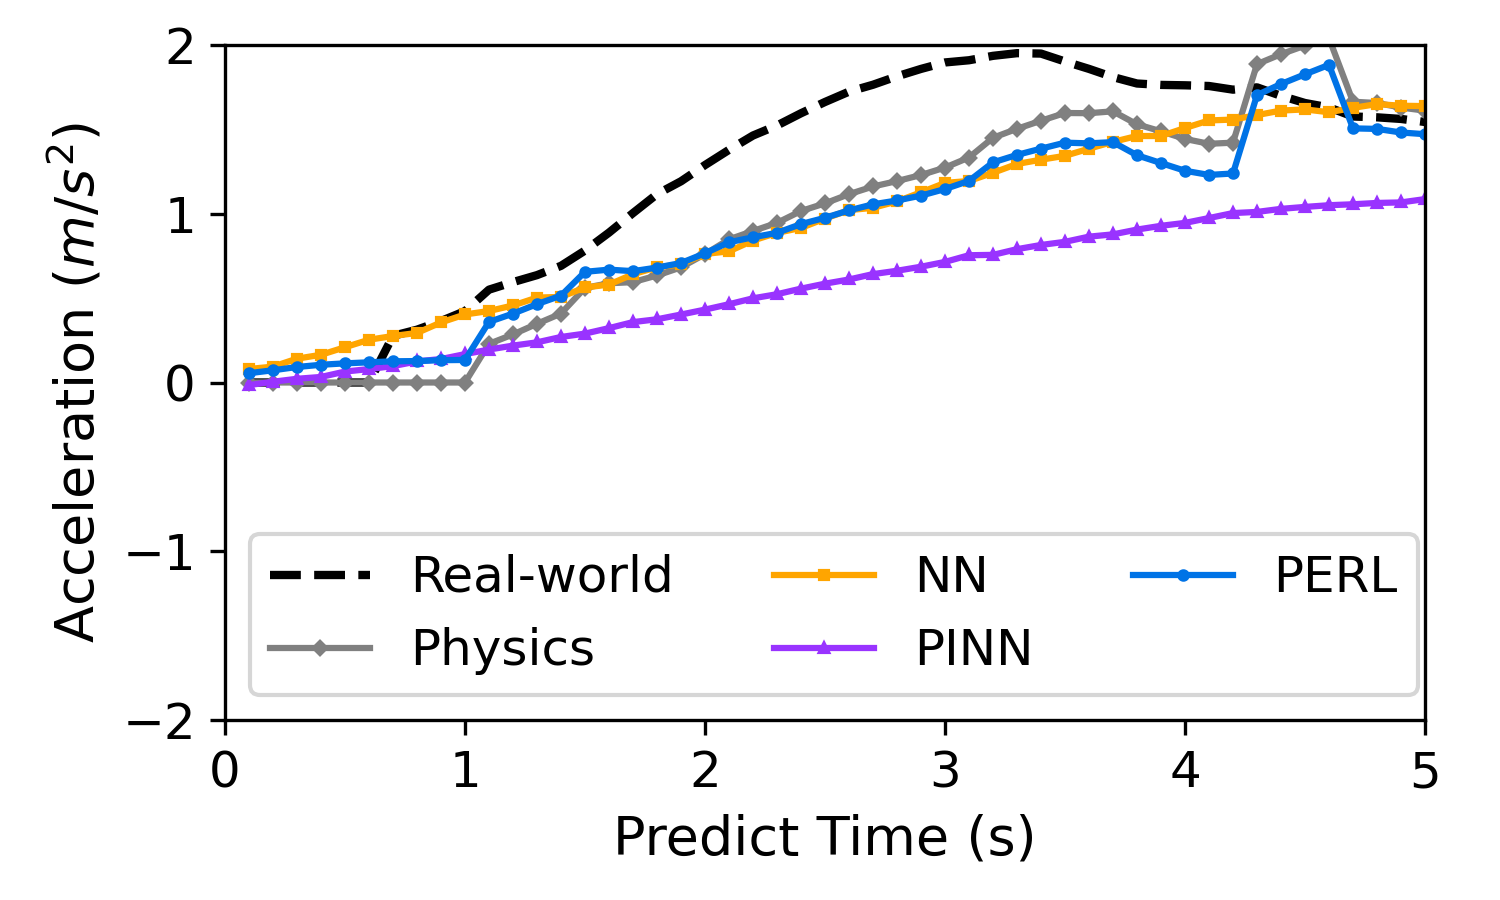 2
1
0
−1
−2
Acceleration (m/s²)
Real-world
Physics
NN
PINN
PERL
0 1 2 3 4 5
Predict Time (s)